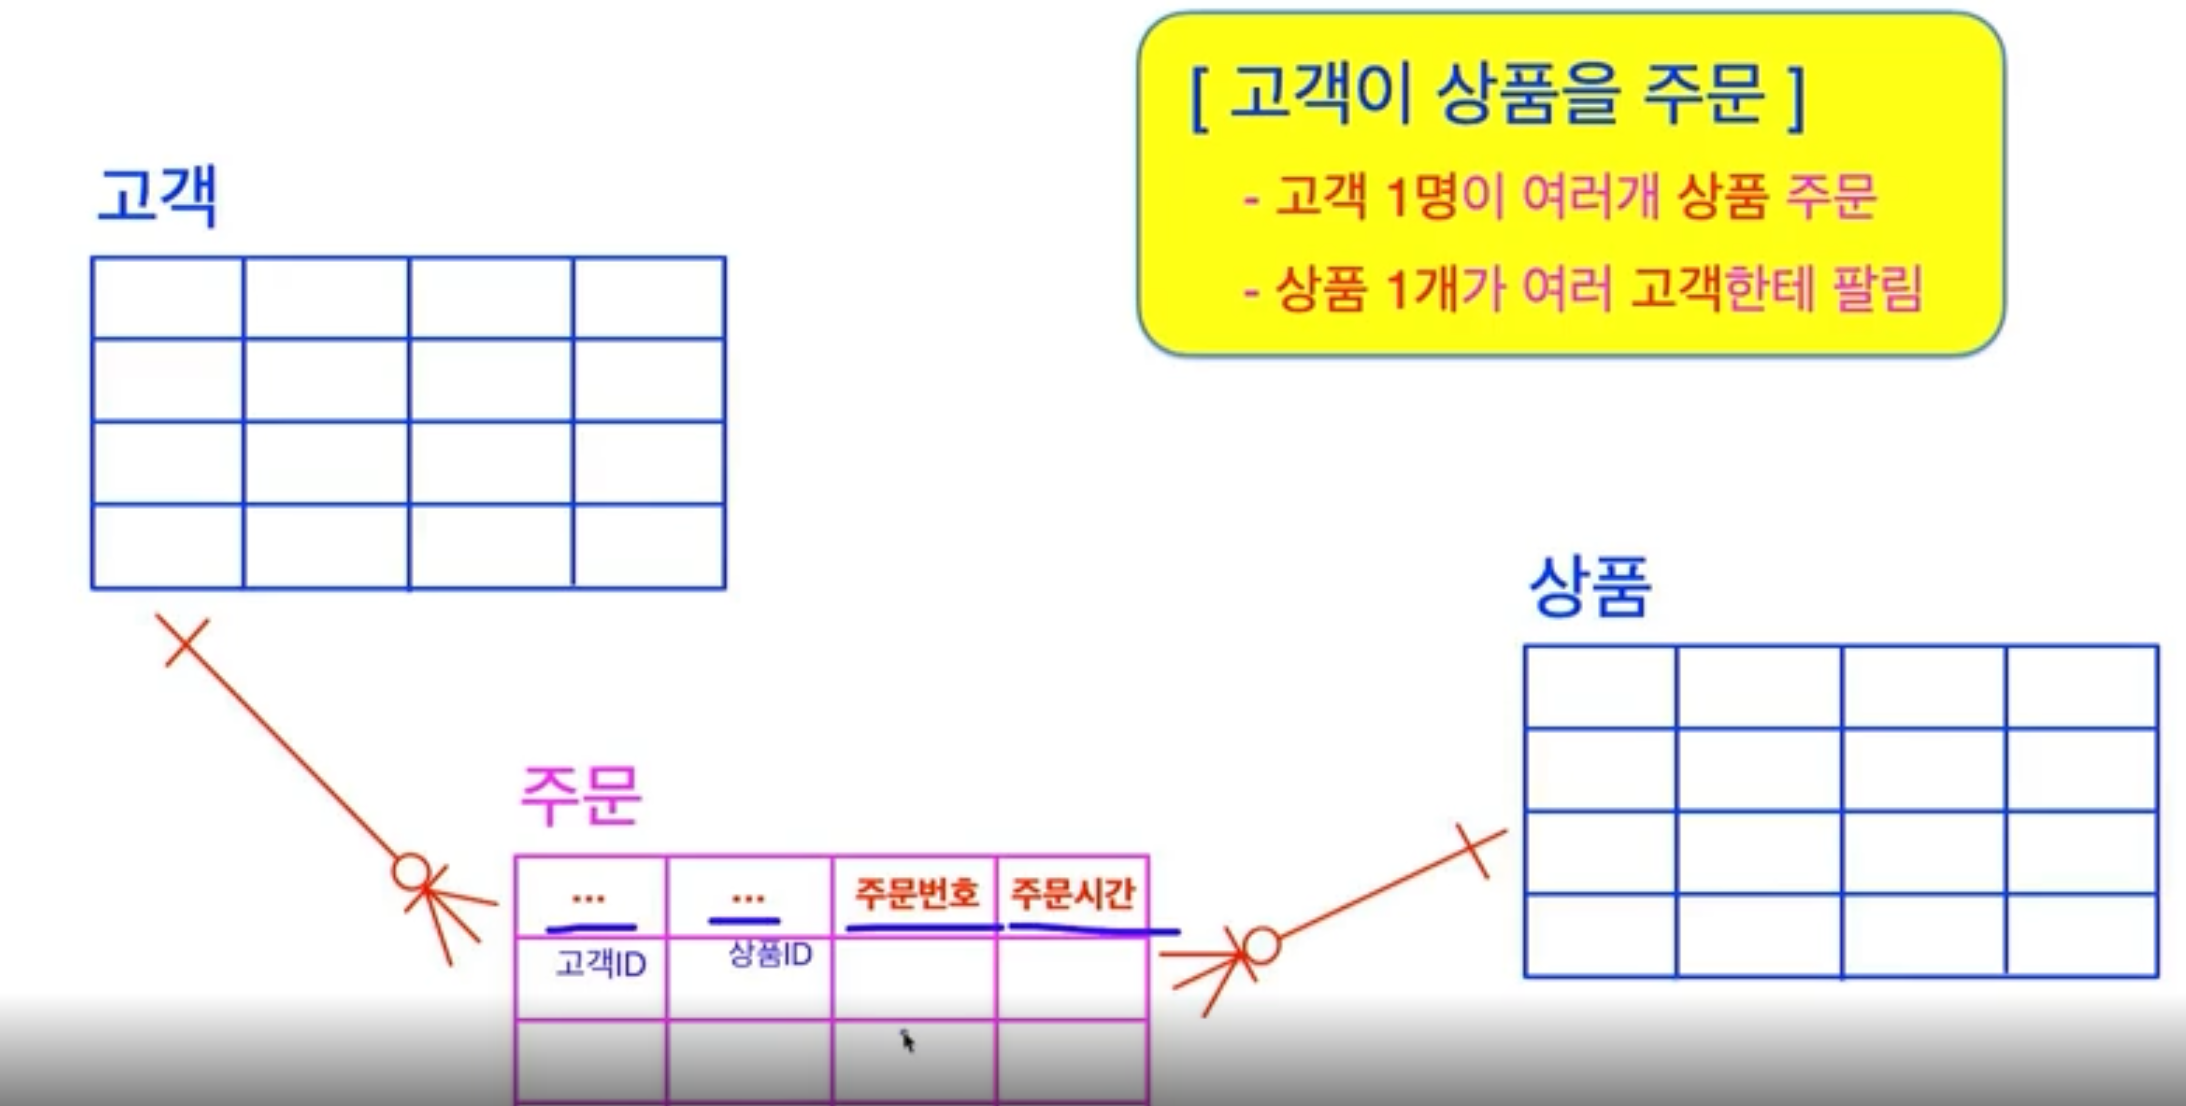 [ 고객이 상품을 주문 ]
- 고객 1명이 여러개 상품 주문
- 상품 1개가 여러 고객한테 팔림
고객
상품
주문
... ... 주문번호 주문시간
고객ID 상품ID